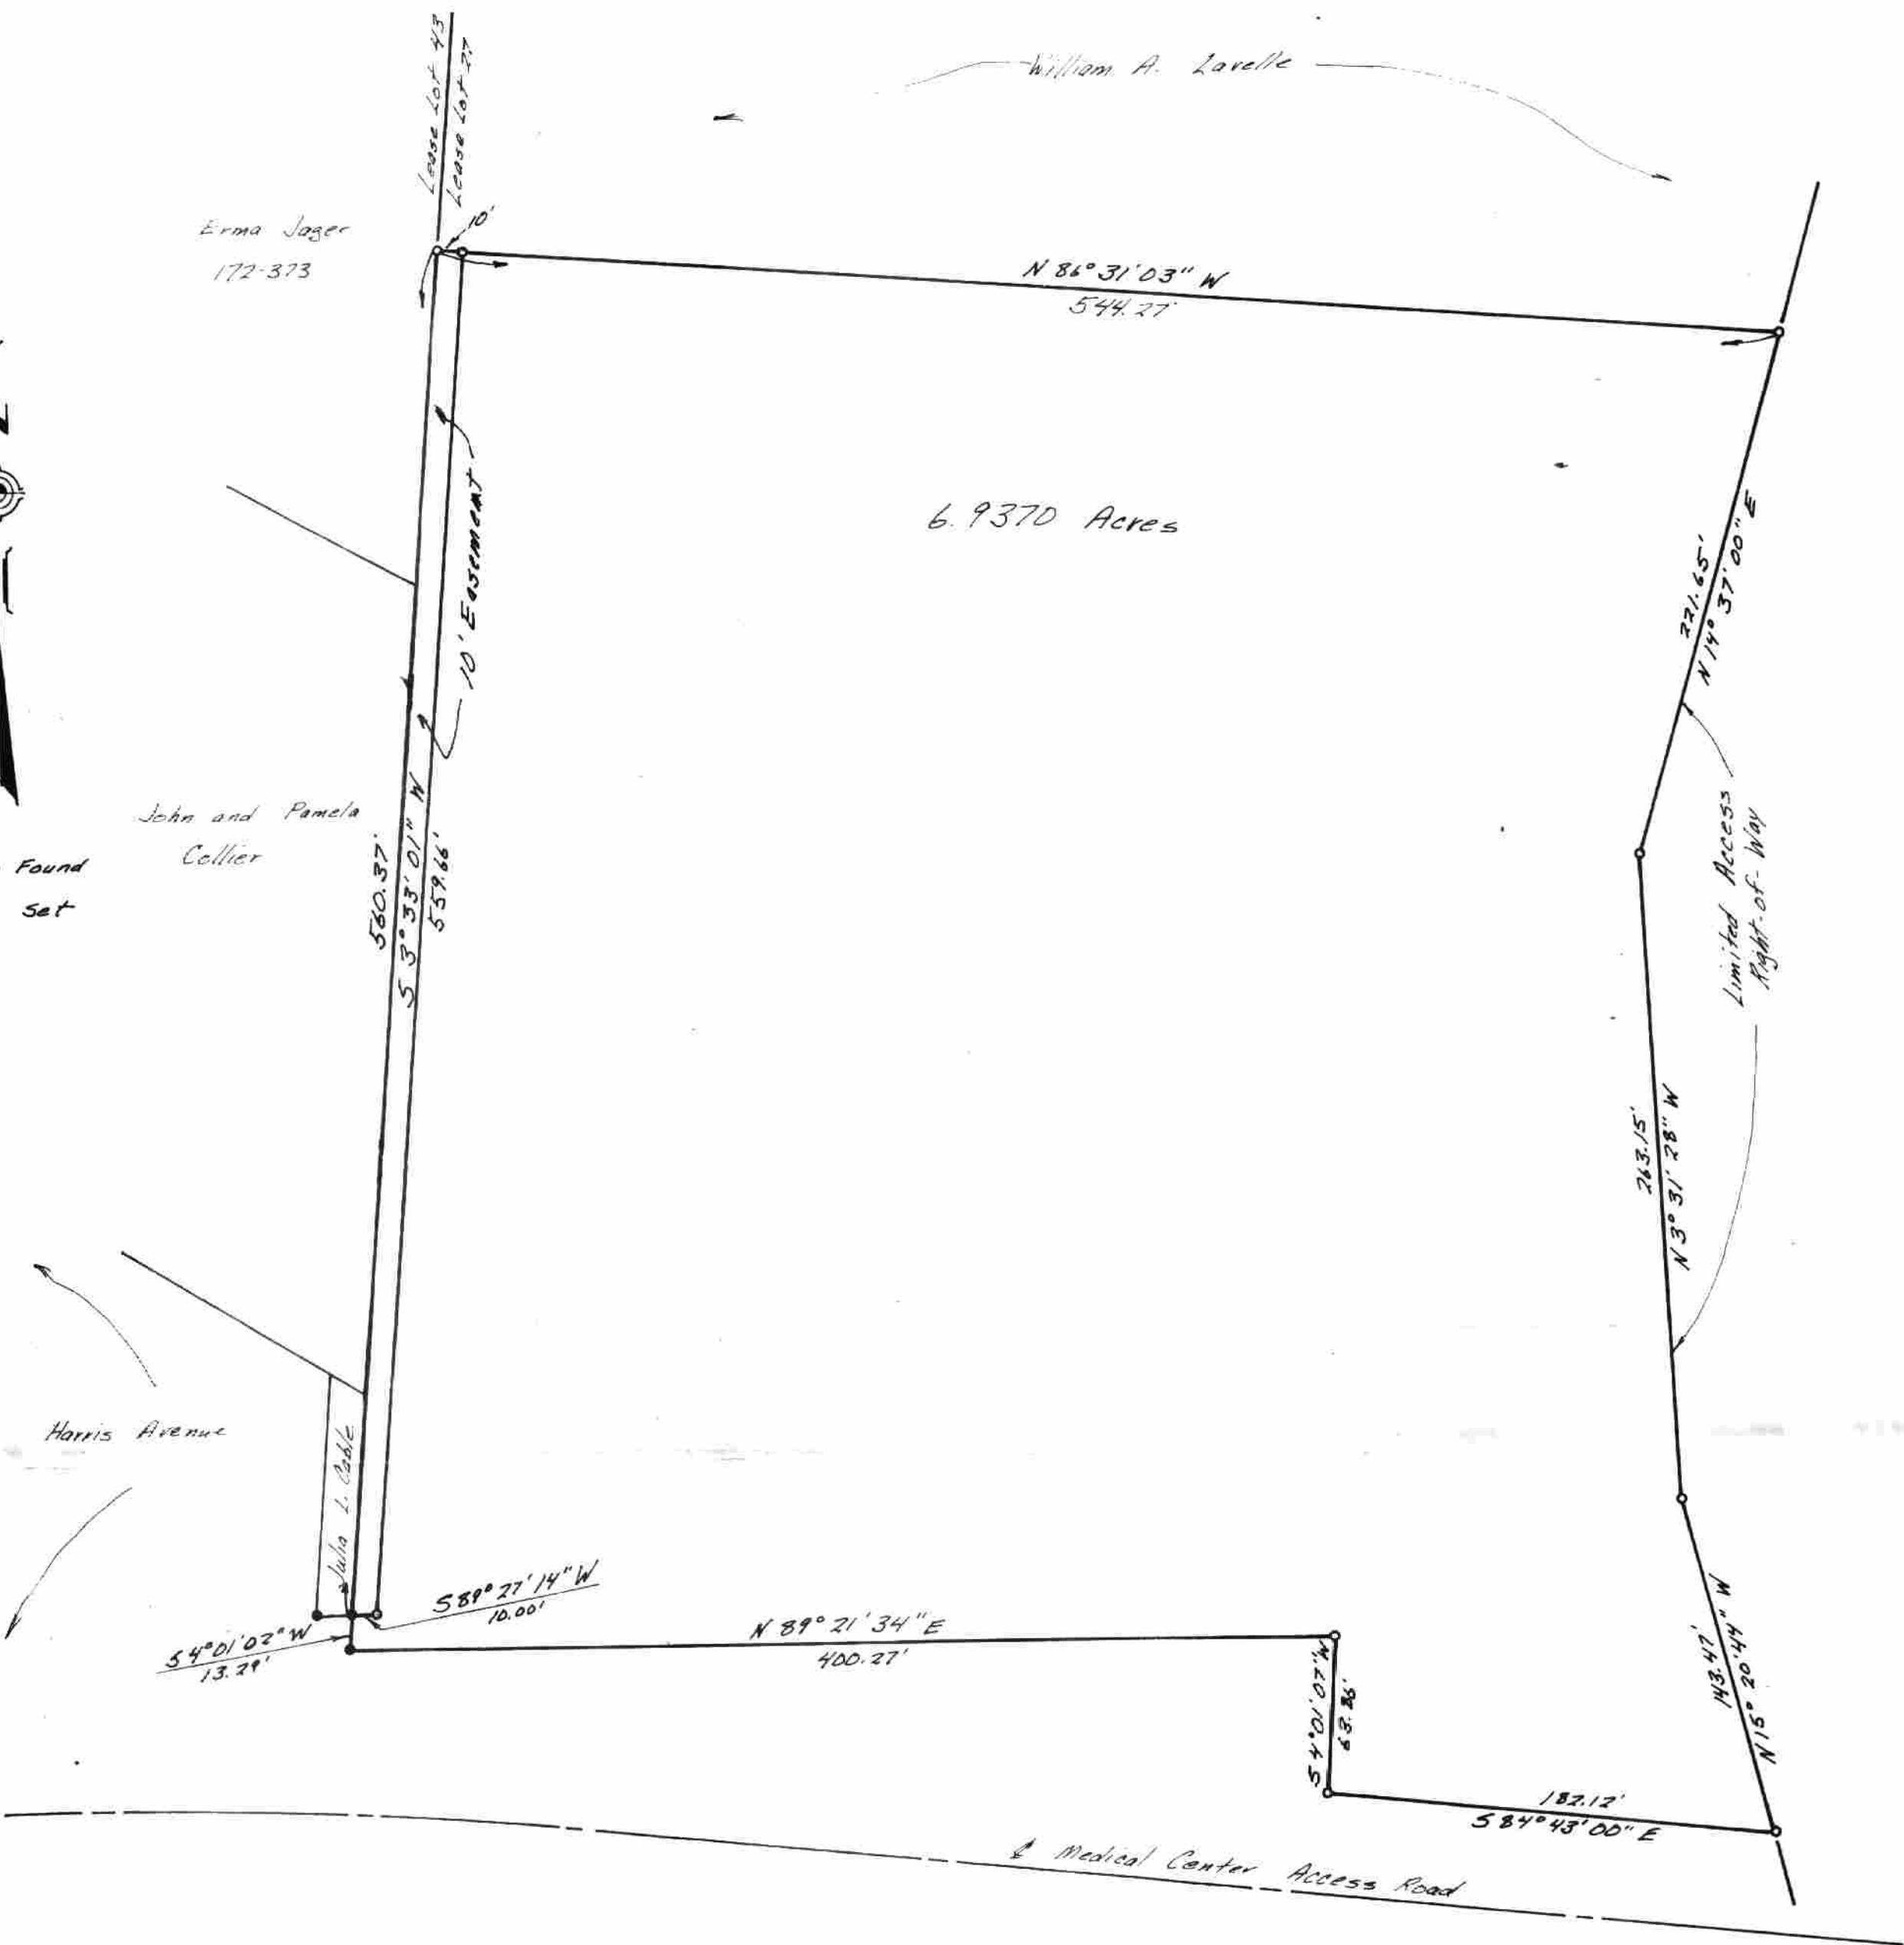 Lease Lot 43
Lease Lot 27
William A. Lavelle
Erma Jager
172-373
10'
N 86° 31' 03" W
544.27'
6.9370 Acres
10' Easement
221.65'
N 14° 37' 00" E
John and Pamela
Collier
Found
Set
560.37'
S 3° 33' 01" W
559.66'
Limited Access
Right-of-Way
263.15'
N 3° 31' 28" W
Harris Avenue
Julia L. Cable
S 89° 27' 14" W
10.00'
S 4° 01' 02" W
13.29'
N 89° 21' 34" E
400.27'
S 4° 01' 07" W
63.86'
143.47'
N 15° 20' 44" W
182.12'
S 84° 43' 00" E
℄ Medical Center Access Road